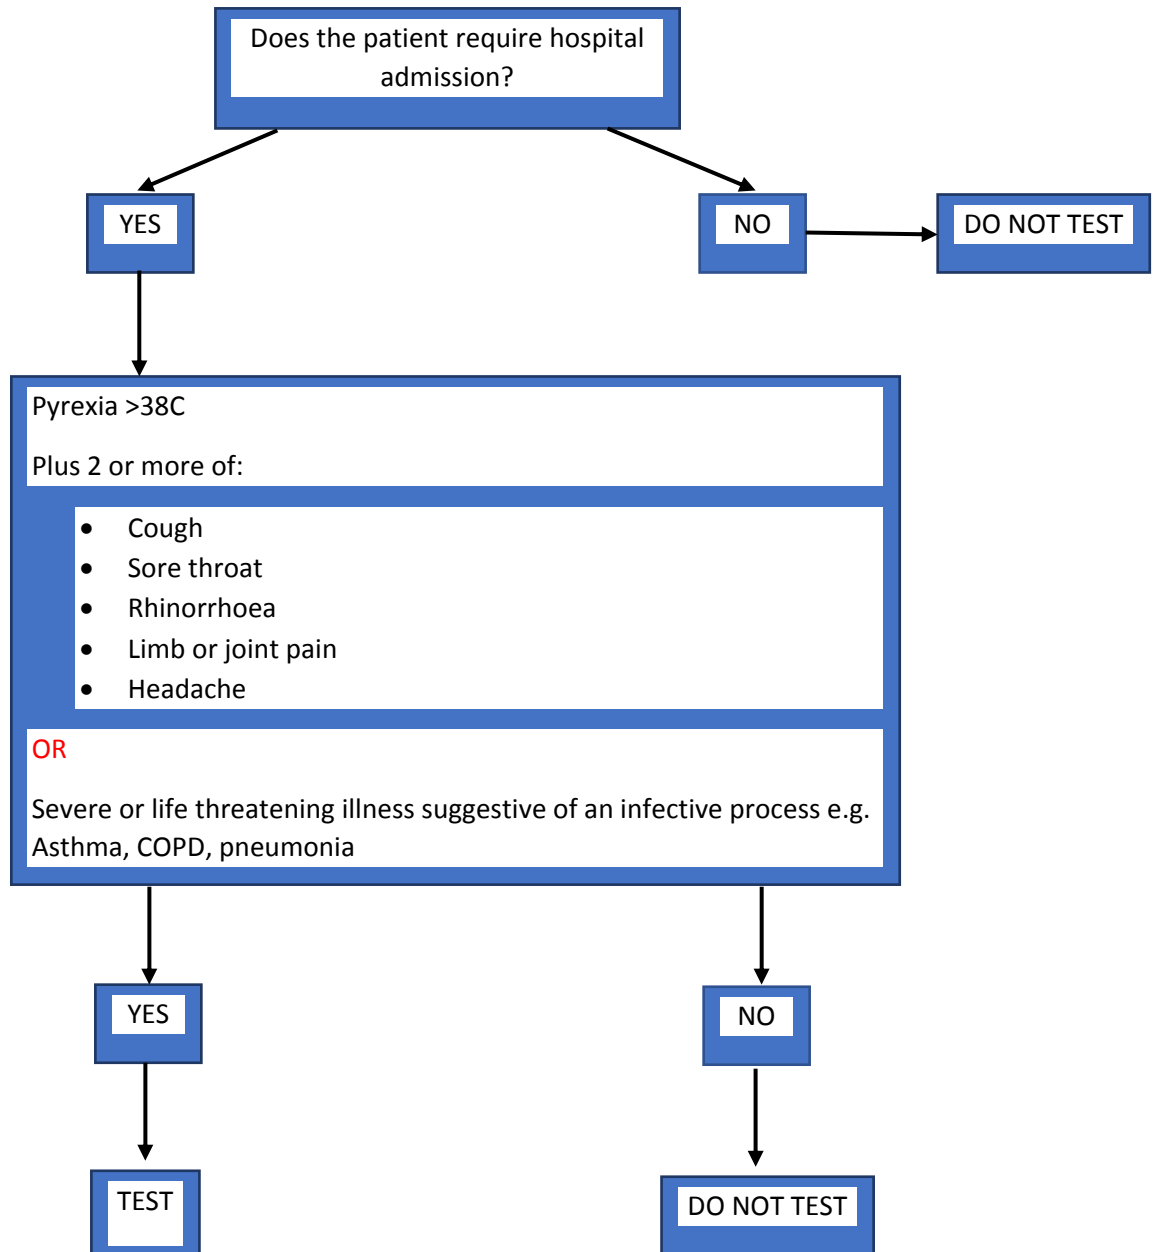 Does the patient require hospital
admission?
YES
NO
DO NOT TEST
Pyrexia >38C
Plus 2 or more of:
• Cough
• Sore throat
• Rhinorrhoea
• Limb or joint pain
• Headache
OR
Severe or life threatening illness suggestive of an infective process e.g.
Asthma, COPD, pneumonia
YES
NO
TEST
DO NOT TEST